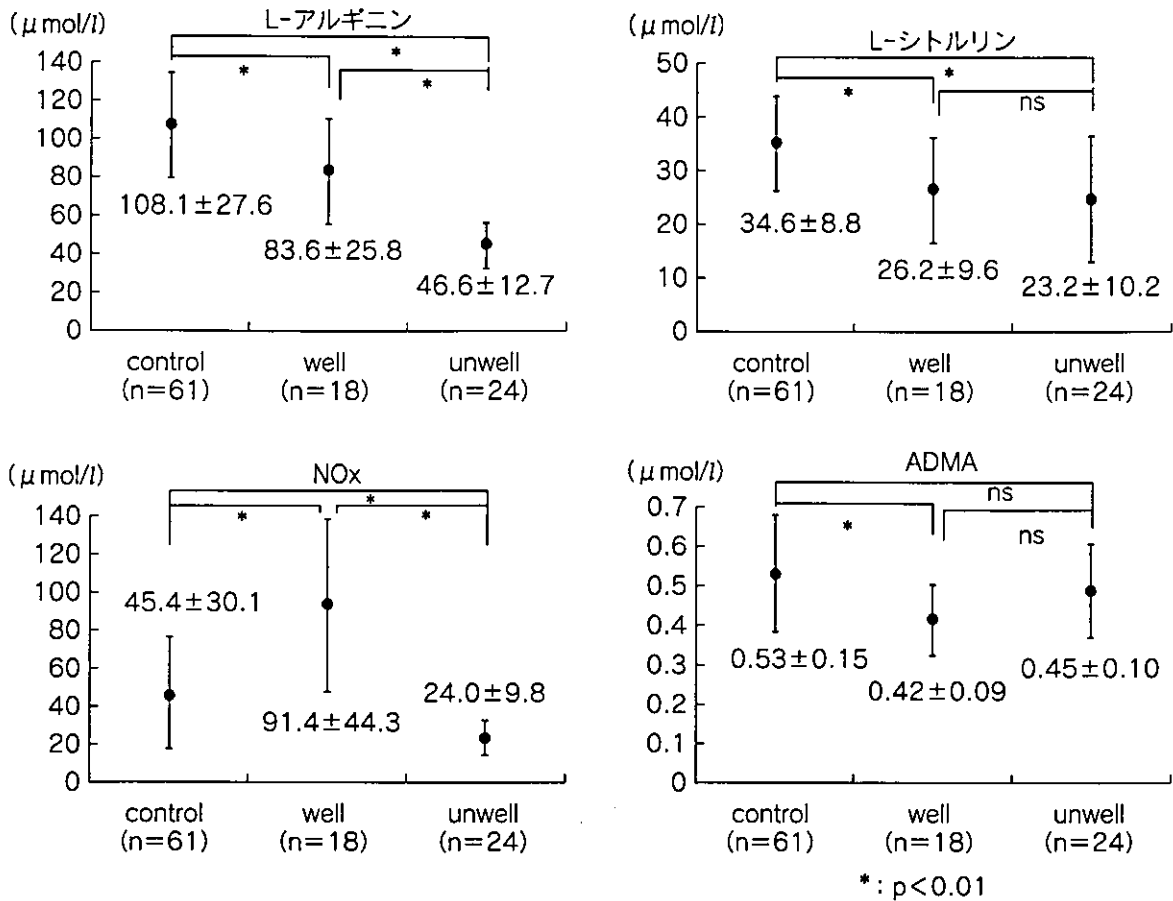 (μmol/l)
L-アルギニン
140
120
100
80
60
40
20
0
*
*
*
108.1±27.6
83.6±25.8
46.6±12.7
control
(n=61)
well
(n=18)
unwell
(n=24)
(μmol/l)
L-シトルリン
50
40
30
20
10
0
*
*
ns
34.6±8.8
26.2±9.6
23.2±10.2
control
(n=61)
well
(n=18)
unwell
(n=24)
(μmol/l)
NOx
140
120
100
80
60
40
20
0
*
*
*
45.4±30.1
91.4±44.3
24.0±9.8
control
(n=61)
well
(n=18)
unwell
(n=24)
(μmol/l)
ADMA
0.7
0.6
0.5
0.4
0.3
0.2
0.1
0
ns
*
ns
0.53±0.15
0.42±0.09
0.45±0.10
control
(n=61)
well
(n=18)
unwell
(n=24)
*: p<0.01